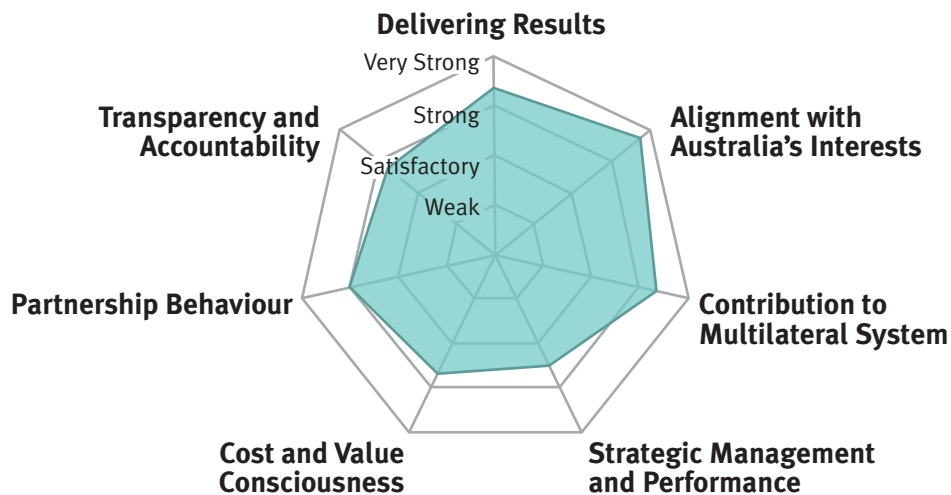 Delivering Results
Very Strong
Strong
Satisfactory
Weak
Transparency and
Accountability
Alignment with
Australia’s Interests
Partnership Behaviour
Contribution to
Multilateral System
Cost and Value
Consciousness
Strategic Management
and Performance